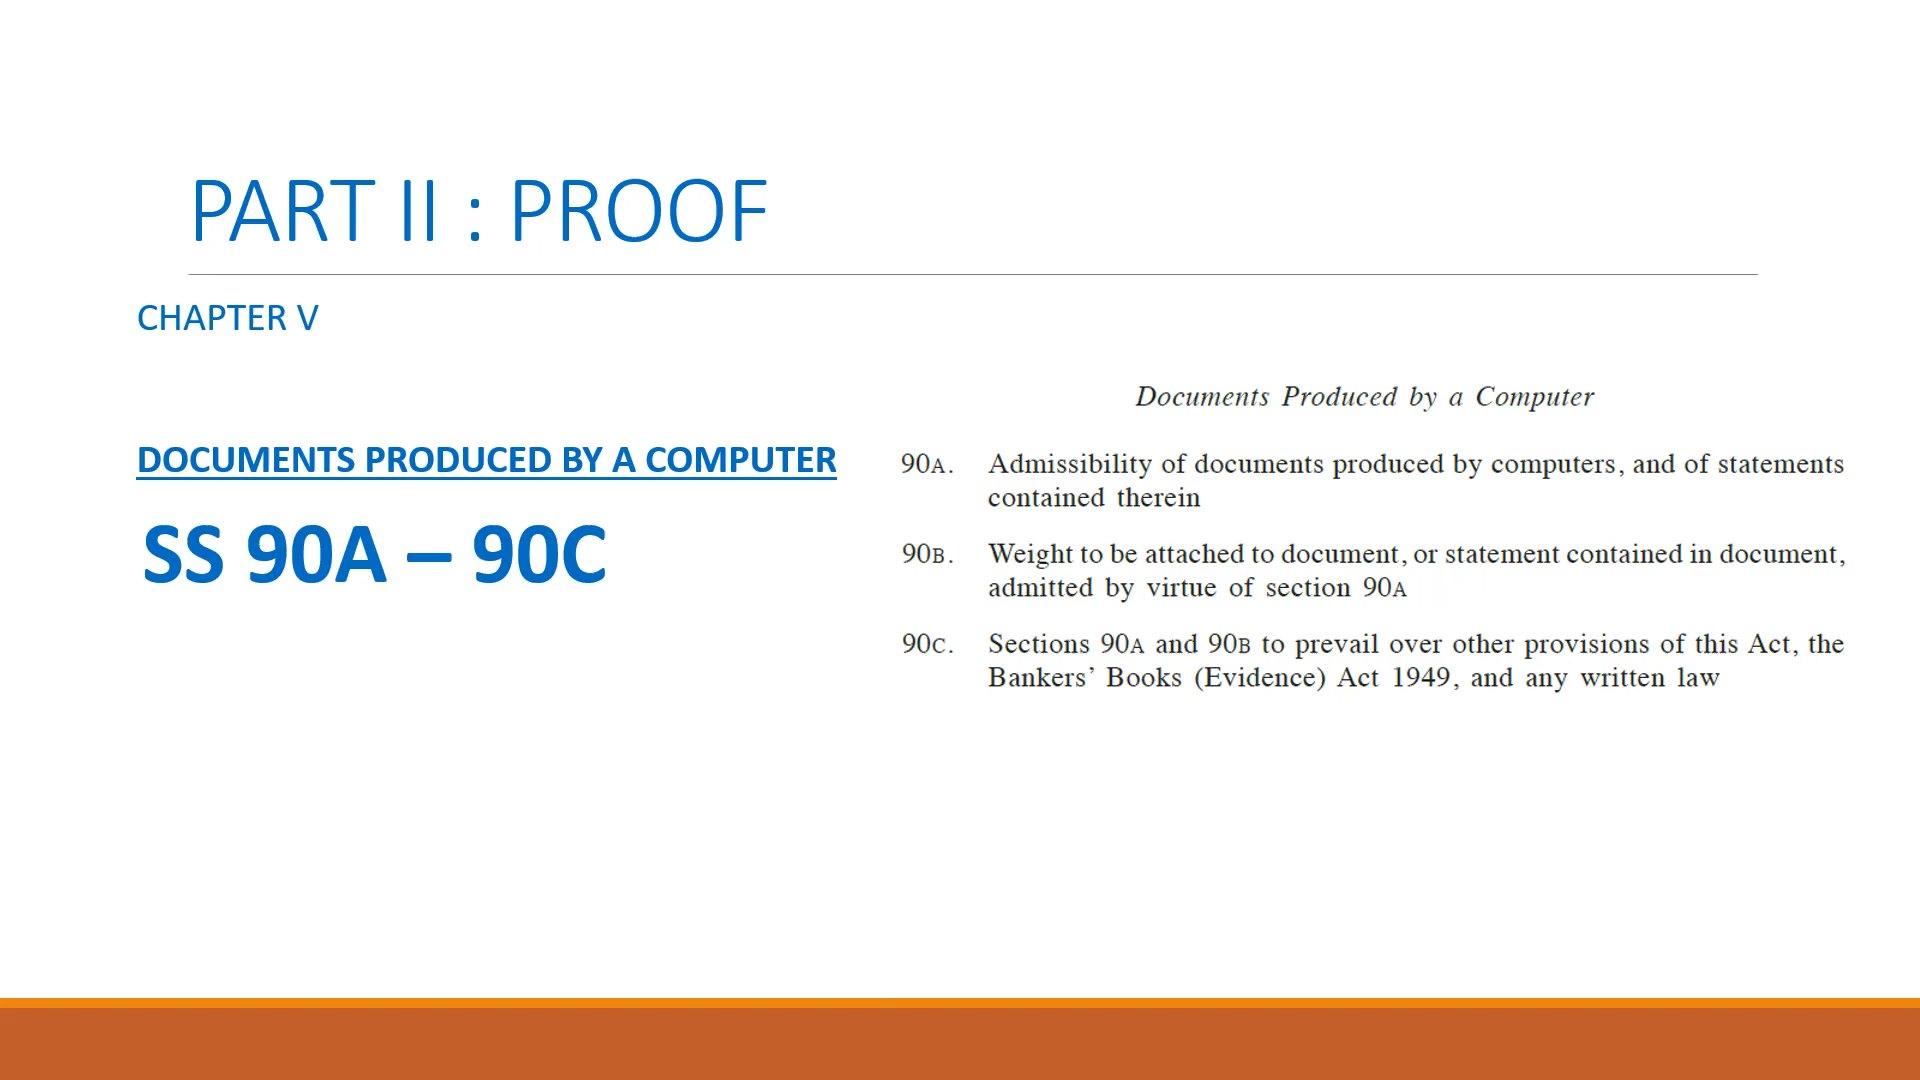 PART II : PROOF
CHAPTER V
DOCUMENTS PRODUCED BY A COMPUTER
SS 90A – 90C
Documents Produced by a Computer
90A. Admissibility of documents produced by computers, and of statements
contained therein
90B. Weight to be attached to document, or statement contained in document,
admitted by virtue of section 90A
90C. Sections 90A and 90B to prevail over other provisions of this Act, the
Bankers’ Books (Evidence) Act 1949, and any written law